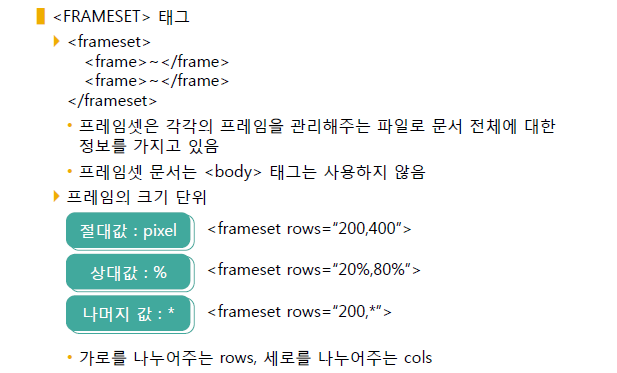 <FRAMESET> 태그
<frameset>
<frame>~</frame>
<frame>~</frame>
</frameset>
프레임셋은 각각의 프레임을 관리해주는 파일로 문서 전체에 대한
정보를 가지고 있음
프레임셋 문서는 <body> 태그는 사용하지 않음
프레임의 크기 단위
절대값 : pixel <frameset rows=“200,400”>
상대값 : % <frameset rows=“20%,80%”>
나머지 값 : * <frameset rows=“200,*”>
가로를 나누어주는 rows, 세로를 나누어주는 cols